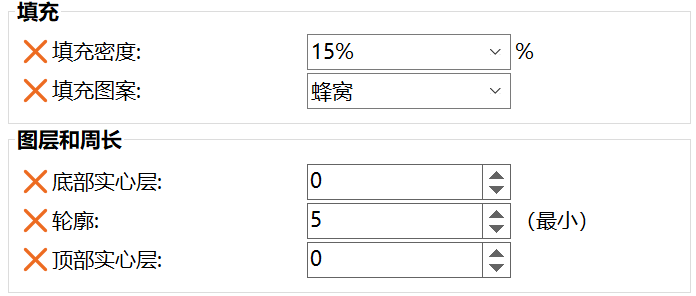 填充
填充密度: 15% %
填充图案: 蜂窝
图层和周长
底部实心层: 0
轮廓: 5 （最小）
顶部实心层: 0